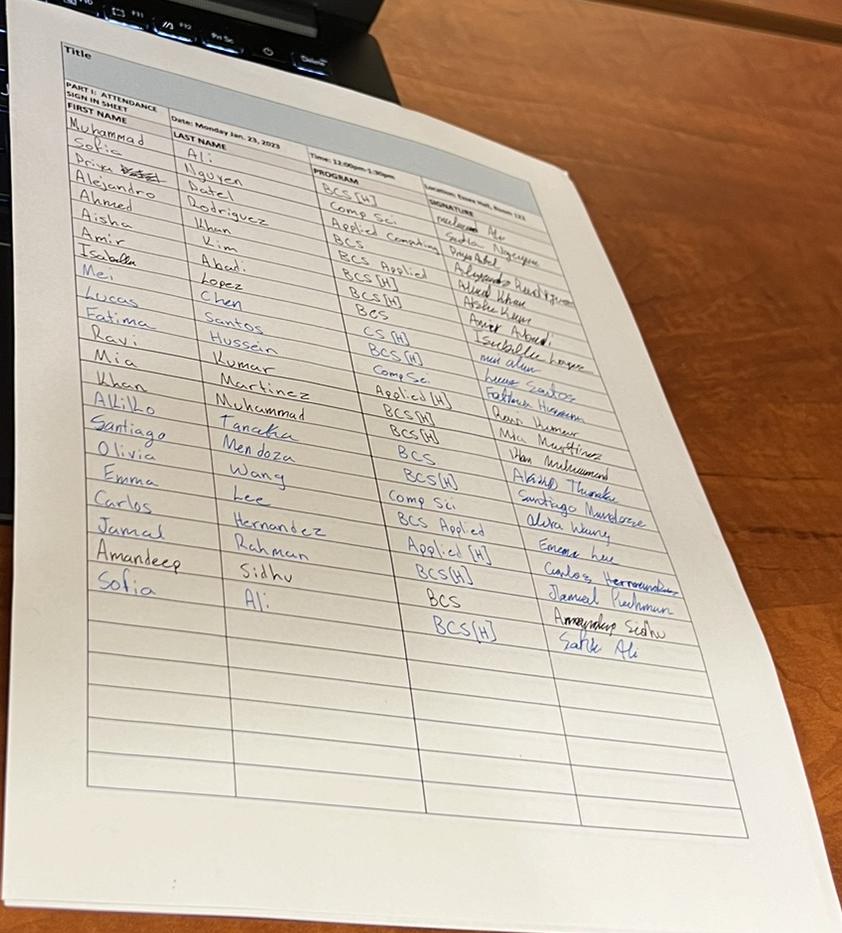 F11
F12
Prt Sc
Delete
Title
PART I: ATTENDANCE SIGN IN SHEET Date: Monday Jan. 23, 2023 Time: 12:00pm-1:30pm Location: Essex Hall, Room 122
FIRST NAME LAST NAME PROGRAM SIGNATURE
Muhammad Ali BCS [H] Ali
Sofia Nguyen Comp Sci Sofia Nguyen
Priya Patel Applied Computing Priya Patel
Alejandro Rodriguez BCS Alejandro Rodriguez
Ahmed Khan BCS Applied Ahmed Khan
Aisha Kim BCS [H] Aisha Kim
Amir Abadi BCS [H] Amir Abadi
Isabella Lopez BCS Isabella Lopez
Mei Chen CS [H]
Lucas Santos BCS [H] Lucas Santos
Fatima Hussein Comp Sci Fatima Hussein
Ravi Kumar Applied [H] Ravi Kumar
Mia Martinez BCS [H] Mia Martinez
Khan Muhammad BCS [H] Khan Muhammad
Akiko Tanaka BCS
Santiago Mendoza BCS [H] Santiago Mendoza
Olivia Wang Comp Sci Olivia Wang
Emma Lee BCS Applied Emma Lee
Carlos Hernandez Applied [H] Carlos Hernandez
Jamal Rahman BCS [H] Jamal Rahman
Amandeep Sidhu BCS Amandeep Sidhu
Sofia Ali BCS [H] Sofia Ali